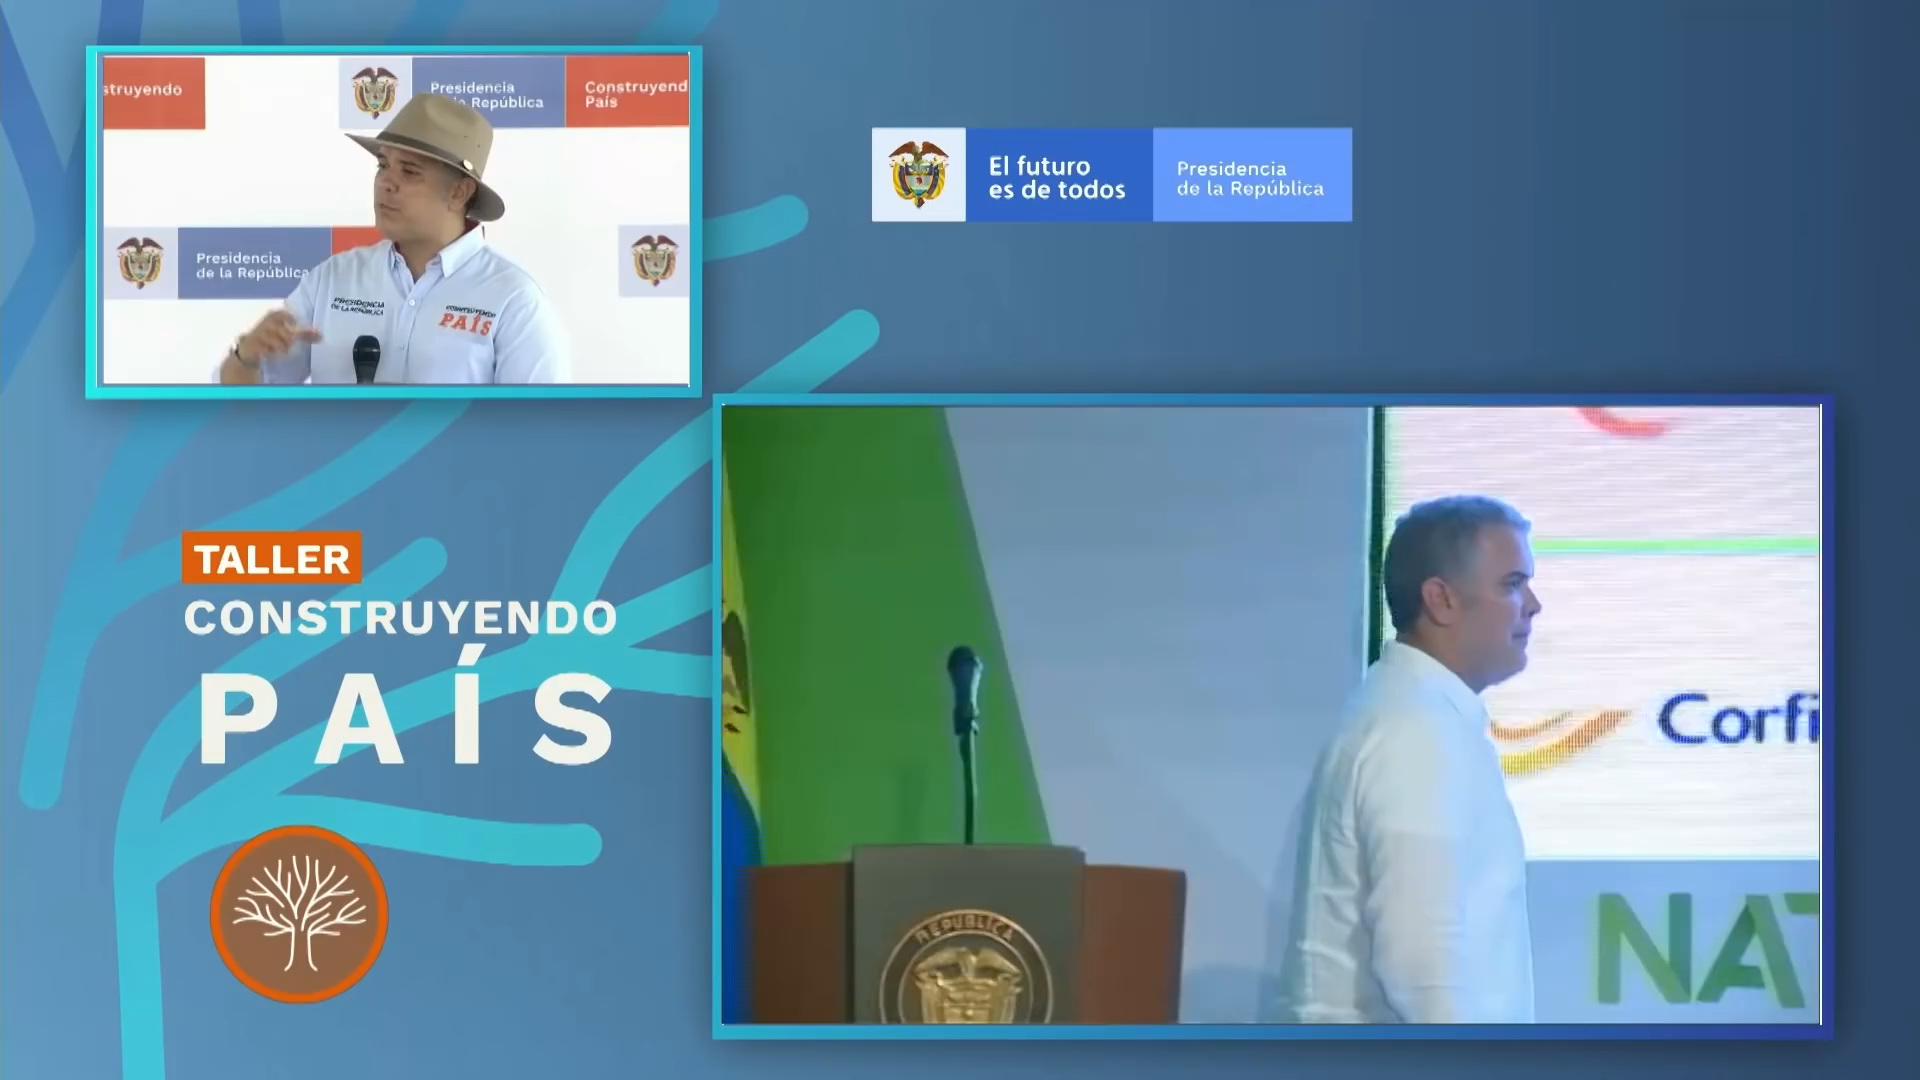 struyendo
Presidencia
República
Construyend
País
Presidencia
de la República
PRESIDENCIA
DE LA REPÚBLICA
CONSTRUYENDO
PAÍS
El futuro
es de todos
Presidencia
de la República
TALLER
CONSTRUYENDO
PAÍS
Corfi
NAT
REPUBLICA